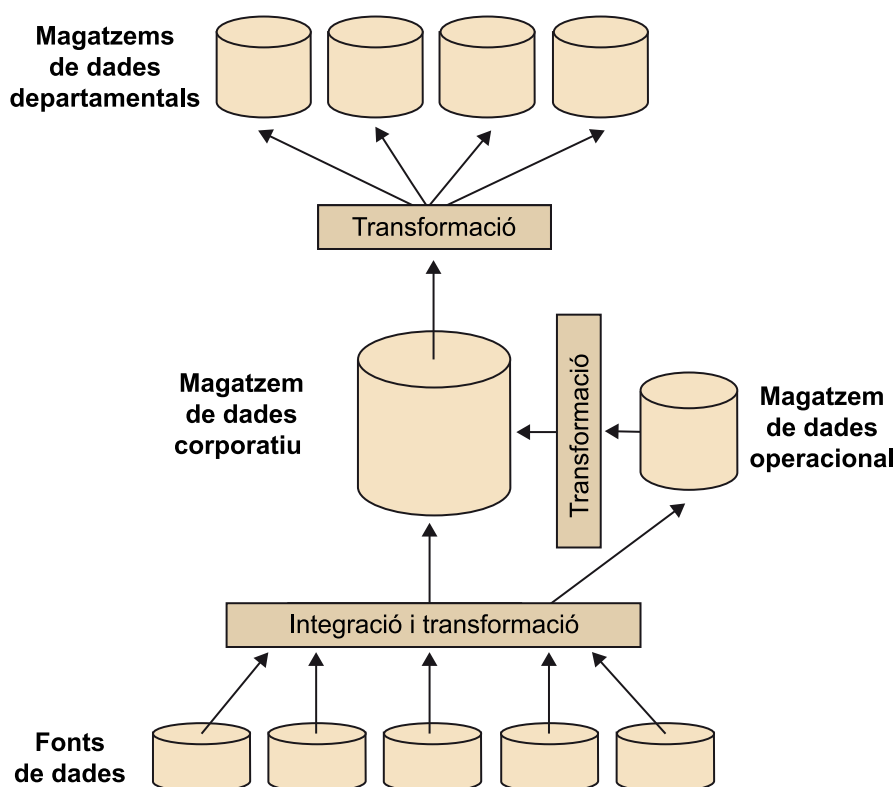 Magatzems
de dades
departamentals
Transformació
Magatzem
de dades
corporatiu
Transformació
Magatzem
de dades
operacional
Integració i transformació
Fonts
de dades